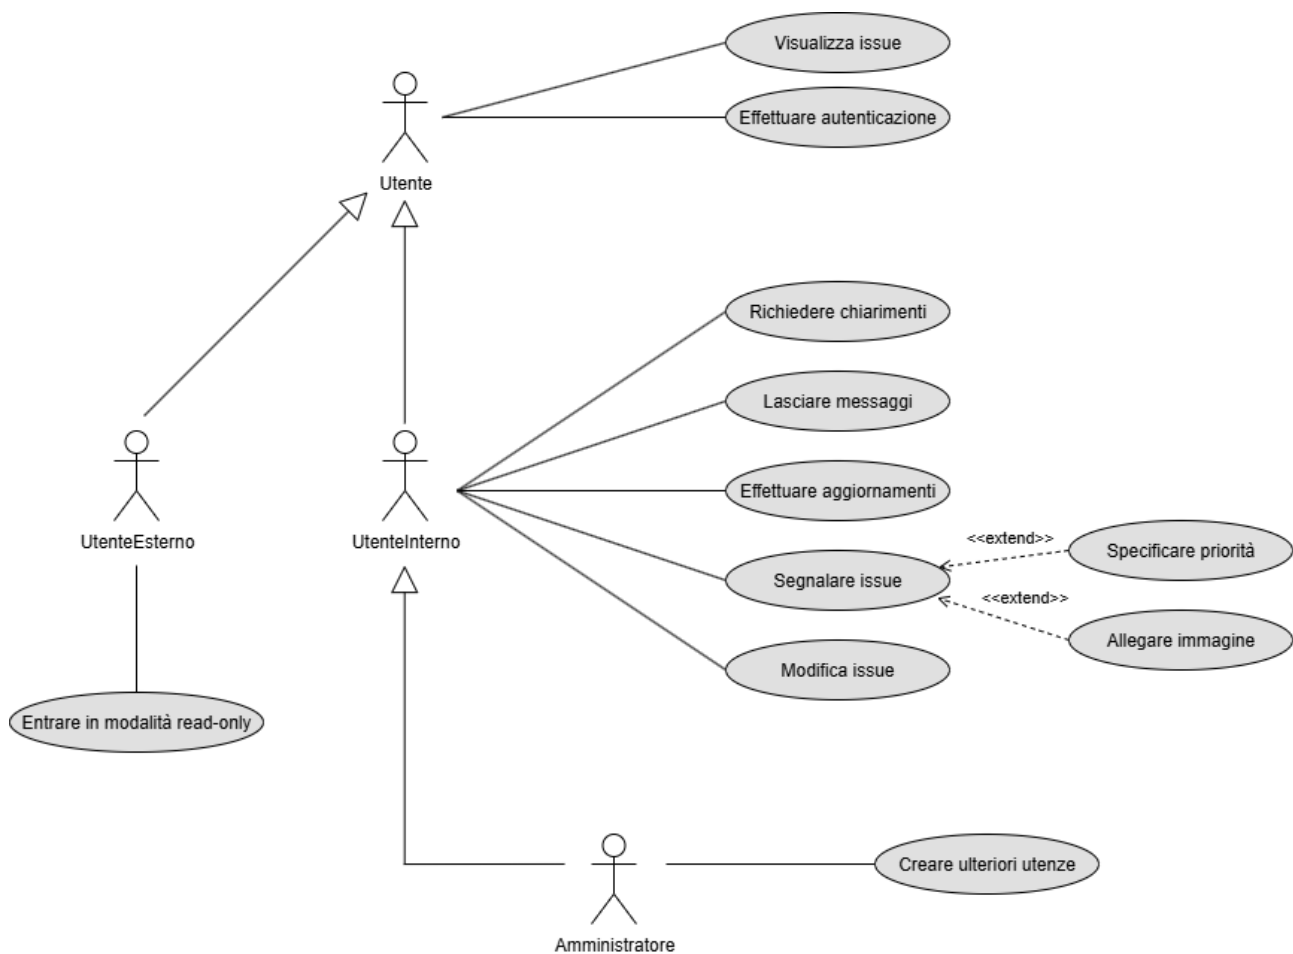 Visualizza issue
Effettuare autenticazione
Utente
Richiedere chiarimenti
Lasciare messaggi
Effettuare aggiornamenti
UtenteEsterno
UtenteInterno
<<extend>>
Specificare priorità
Segnalare issue
<<extend>>
Allegare immagine
Modifica issue
Entrare in modalità read-only
Creare ulteriori utenze
Amministratore